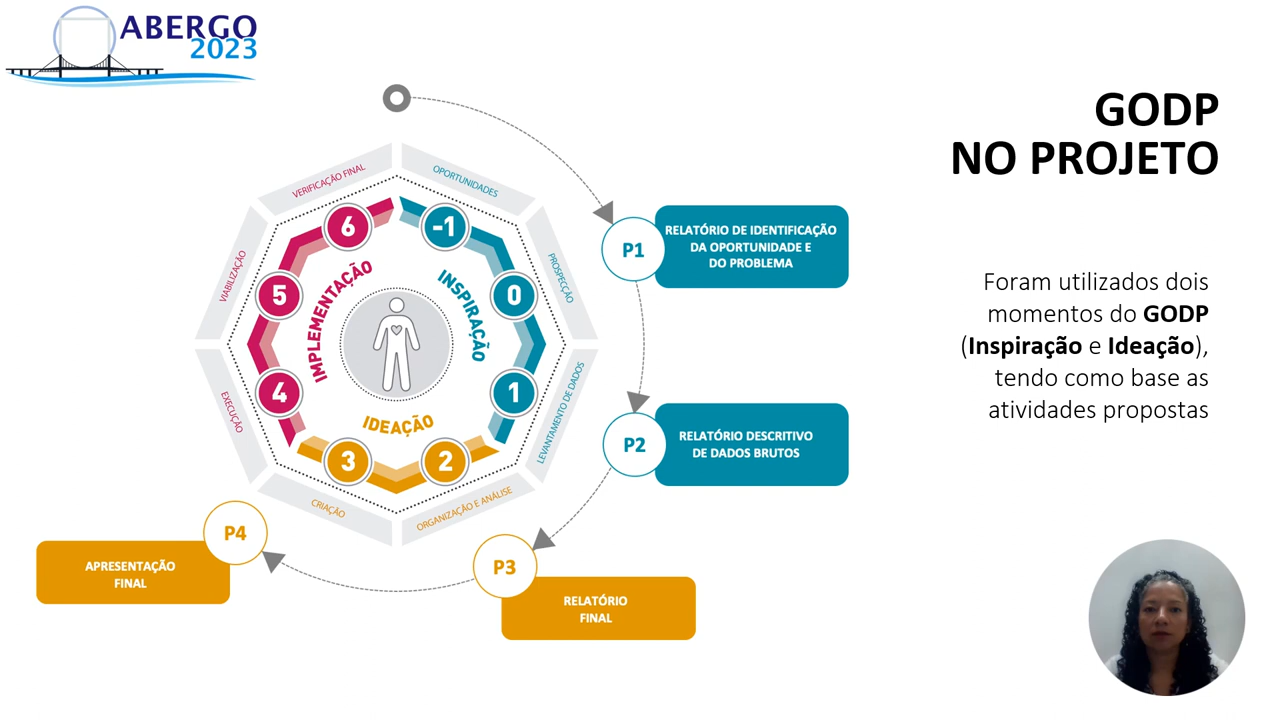 ABERGO
2023
GODP
NO PROJETO
Foram utilizados dois
momentos do GODP
(Inspiração e Ideação),
tendo como base as
atividades propostas
VERIFICAÇÃO FINAL
OPORTUNIDADES
PROSPECÇÃO
LEVANTAMENTO DE DADOS
ORGANIZAÇÃO E ANÁLISE
CRIAÇÃO
EXECUÇÃO
VIABILIZAÇÃO
-1
0
1
2
3
4
5
6
INSPIRAÇÃO
IDEAÇÃO
IMPLEMENTAÇÃO
P1
RELATÓRIO DE IDENTIFICAÇÃO
DA OPORTUNIDADE E
DO PROBLEMA
P2
RELATÓRIO DESCRITIVO
DE DADOS BRUTOS
P3
RELATÓRIO
FINAL
P4
APRESENTAÇÃO
FINAL